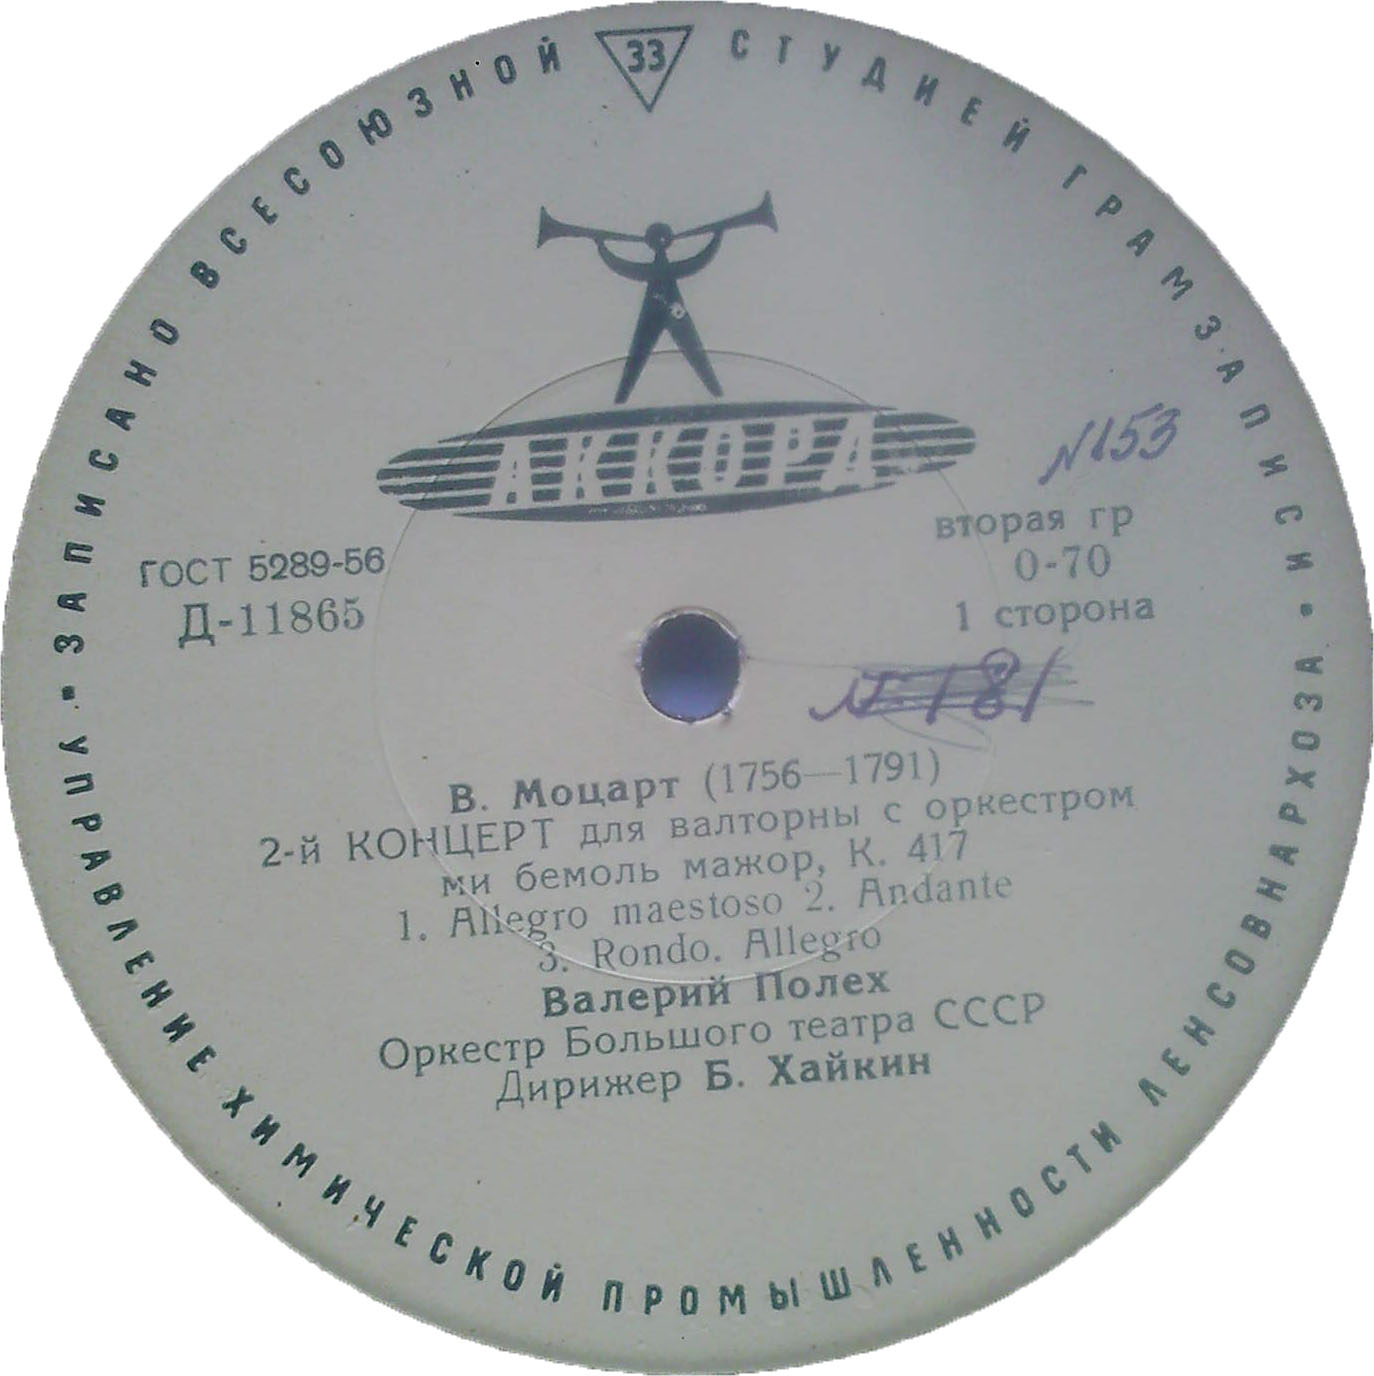 ЗАПИСАНО ВСЕСОЮЗНОЙ СТУДИЕЙ ГРАМЗАПИСИ
33
АККОРД
№153
ГОСТ 5289-56
Д-11865
вторая гр
0-70
1 сторона
№ 181
В. Моцарт (1756—1791)
2-й КОНЦЕРТ для валторны с оркестром
ми бемоль мажор, К. 417
1. Allegro maestoso 2. Andante
3. Rondo. Allegro
Валерий Полех
Оркестр Большого театра СССР
Дирижер Б. Хайкин
УПРАВЛЕНИЕ ХИМИЧЕСКОЙ ПРОМЫШЛЕННОСТИ ЛЕНСОВНАРХОЗА